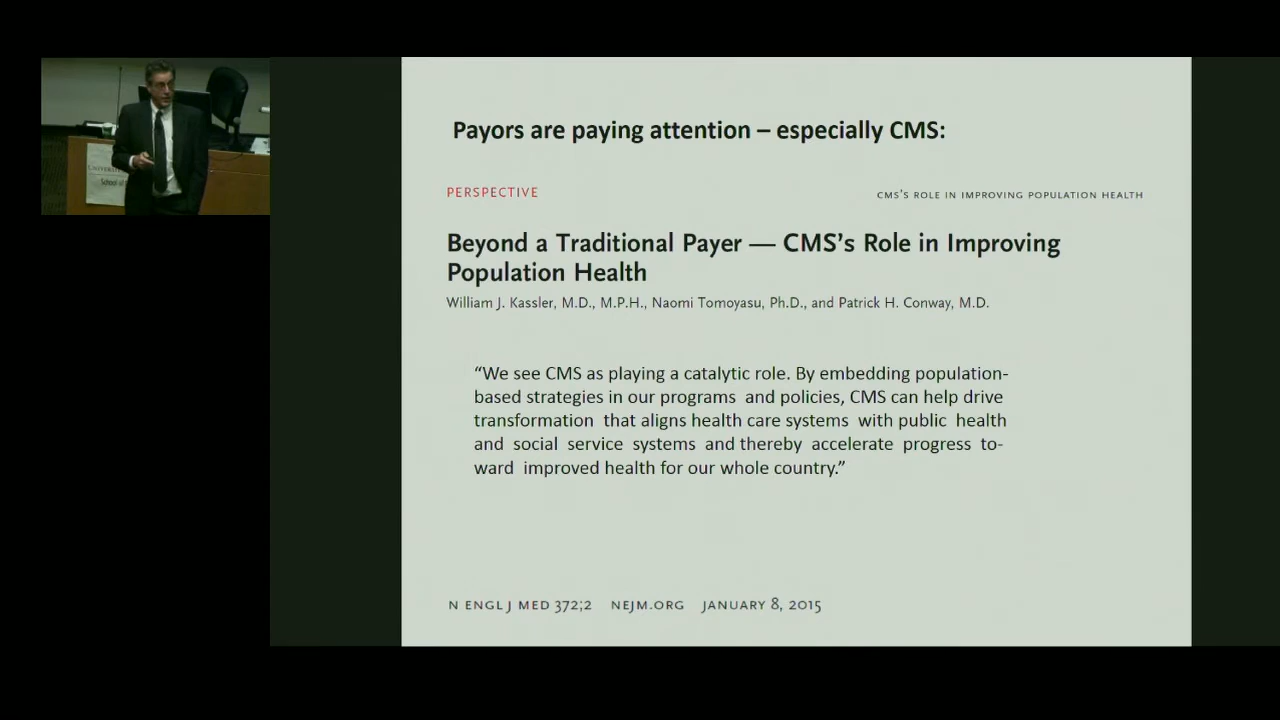 Payors are paying attention – especially CMS:
PERSPECTIVE
CMS'S ROLE IN IMPROVING POPULATION HEALTH
Beyond a Traditional Payer — CMS's Role in Improving
Population Health
William J. Kassler, M.D., M.P.H., Naomi Tomoyasu, Ph.D., and Patrick H. Conway, M.D.
“We see CMS as playing a catalytic role. By embedding population-
based strategies in our programs and policies, CMS can help drive
transformation that aligns health care systems with public health
and social service systems and thereby accelerate progress to-
ward improved health for our whole country.”
N ENGL J MED 372;2 NEJM.ORG JANUARY 8, 2015
School of